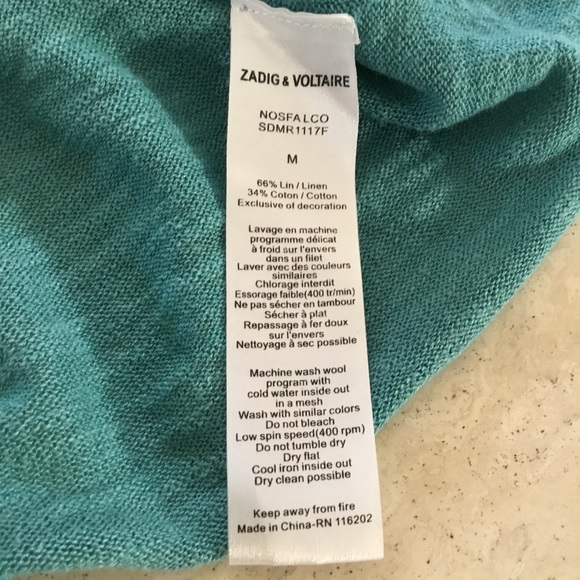 ZADIG & VOLTAIRE
NOSFALCO
SDMR1117F
M
66% Lin / Linen
34% Coton / Cotton
Exclusive of decoration
Lavage en machine
programme délicat
à froid sur l'envers
dans un filet
Laver avec des couleurs
similaires
Chlorage interdit
Essorage faible(400 tr/min)
Ne pas sécher en tambour
Sécher à plat
Repassage à fer doux
sur l'envers
Nettoyage à sec possible
Machine wash wool
program with
cold water inside out
in a mesh
Wash with similar colors
Do not bleach
Low spin speed(400 rpm)
Do not tumble dry
Dry flat
Cool iron inside out
Dry clean possible
Keep away from fire
Made in China-RN 116202